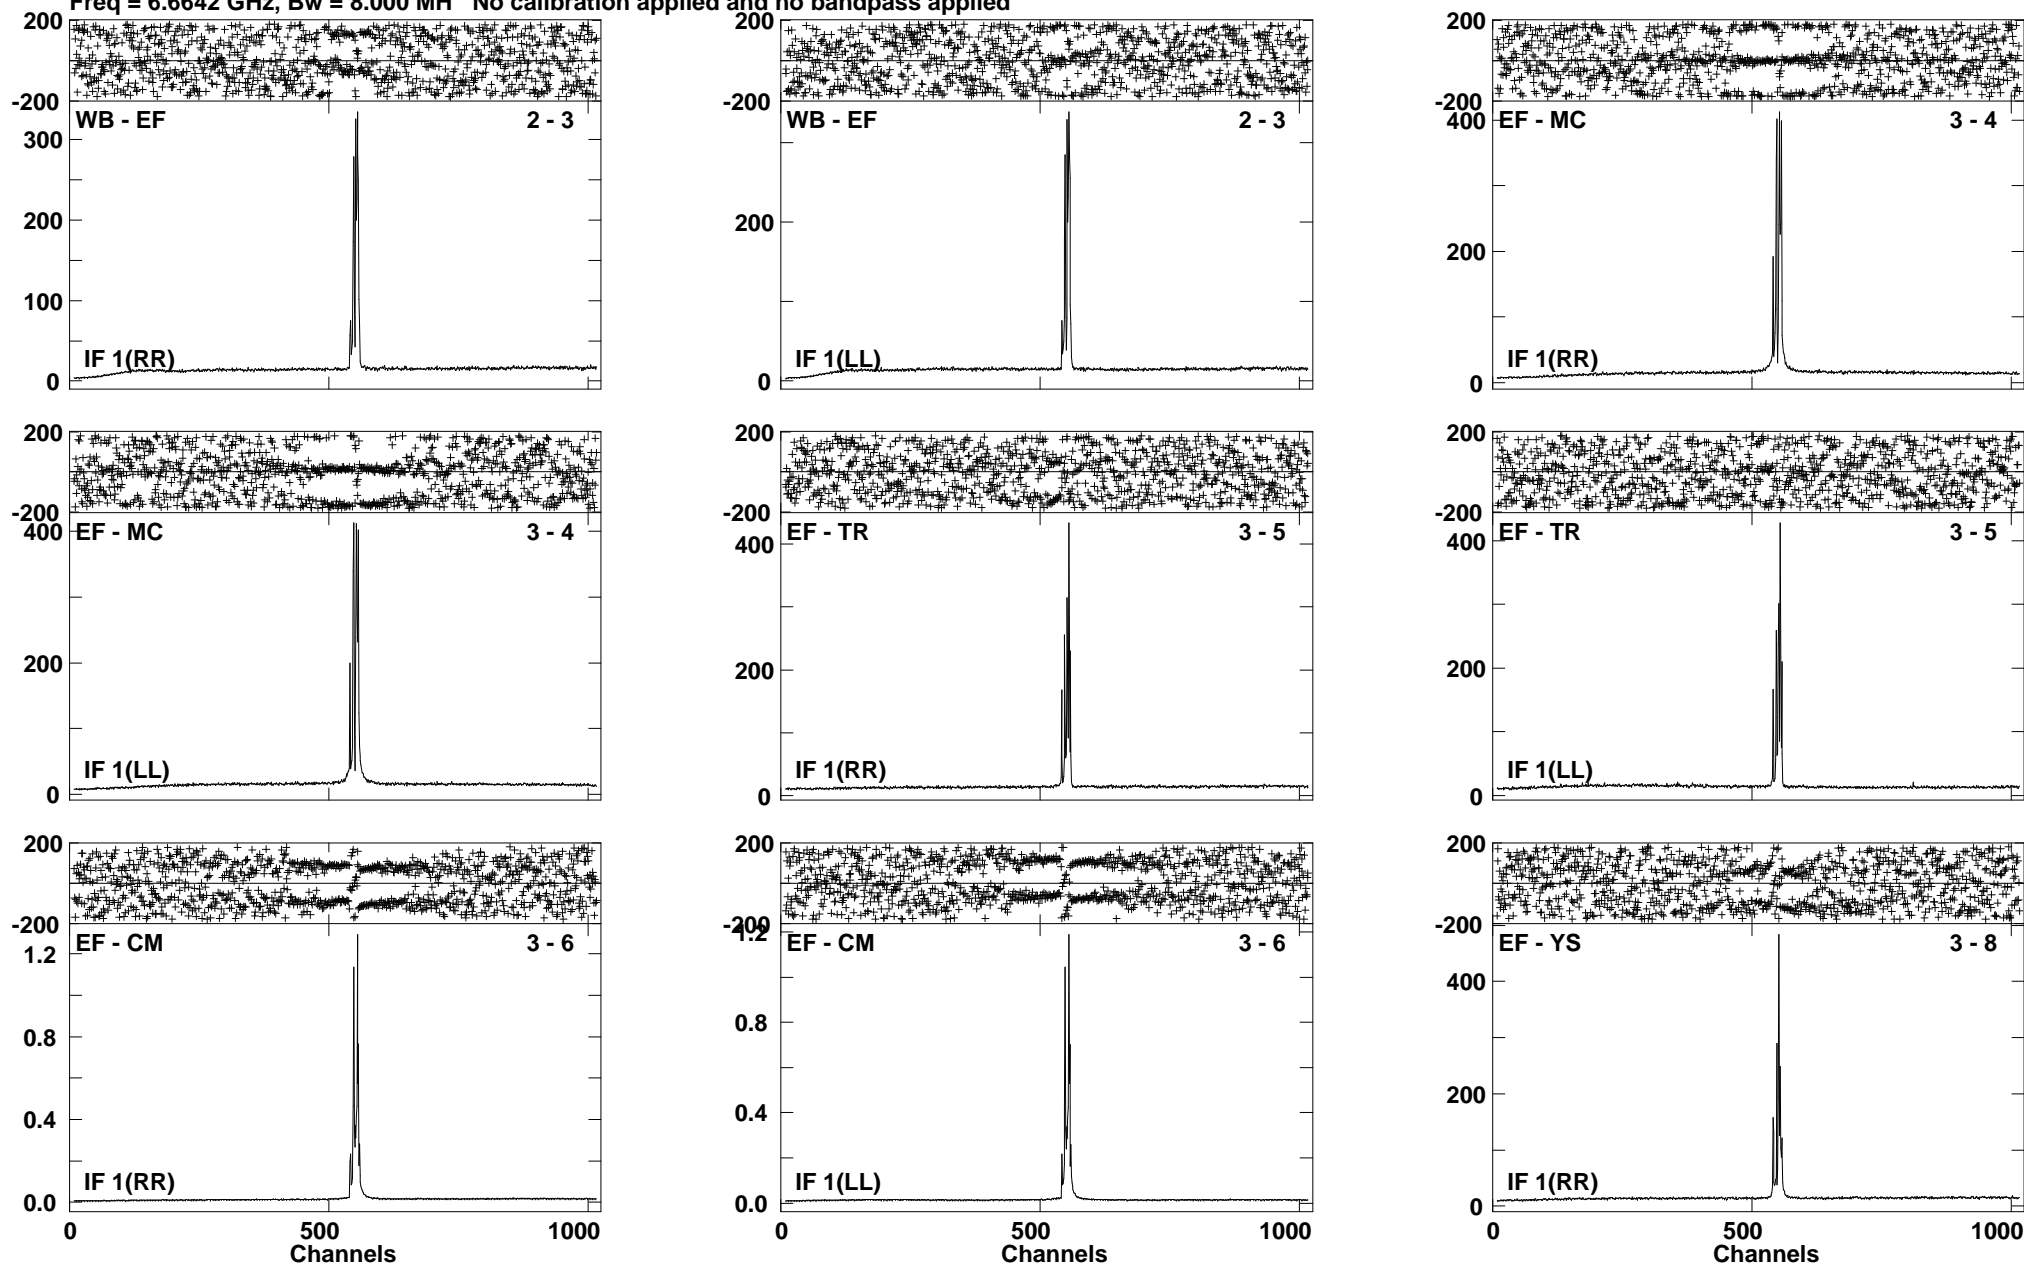 Freq = 6.6642 GHz, Bw = 8.000 MH No calibration applied and no bandpass applied
200
-200
WB - EF 2 - 3
300
200
100
0
IF 1(RR)
200
-200
WB - EF 2 - 3
200
0
IF 1(LL)
200
-200
EF - MC 3 - 4
400
200
0
IF 1(RR)
200
-200
EF - MC 3 - 4
400
200
0
IF 1(LL)
200
-200
EF - TR 3 - 5
400
200
0
IF 1(RR)
200
-200
EF - TR 3 - 5
400
200
0
IF 1(LL)
200
-200
EF - CM 3 - 6
1.2
0.8
0.4
0.0
IF 1(RR)
0 500 1000
Channels
200
-200
EF - CM 3 - 6
1.2
0.8
0.4
0.0
IF 1(LL)
0 500 1000
Channels
200
-200
EF - YS 3 - 8
400
200
0
IF 1(RR)
0 500 1000
Channels